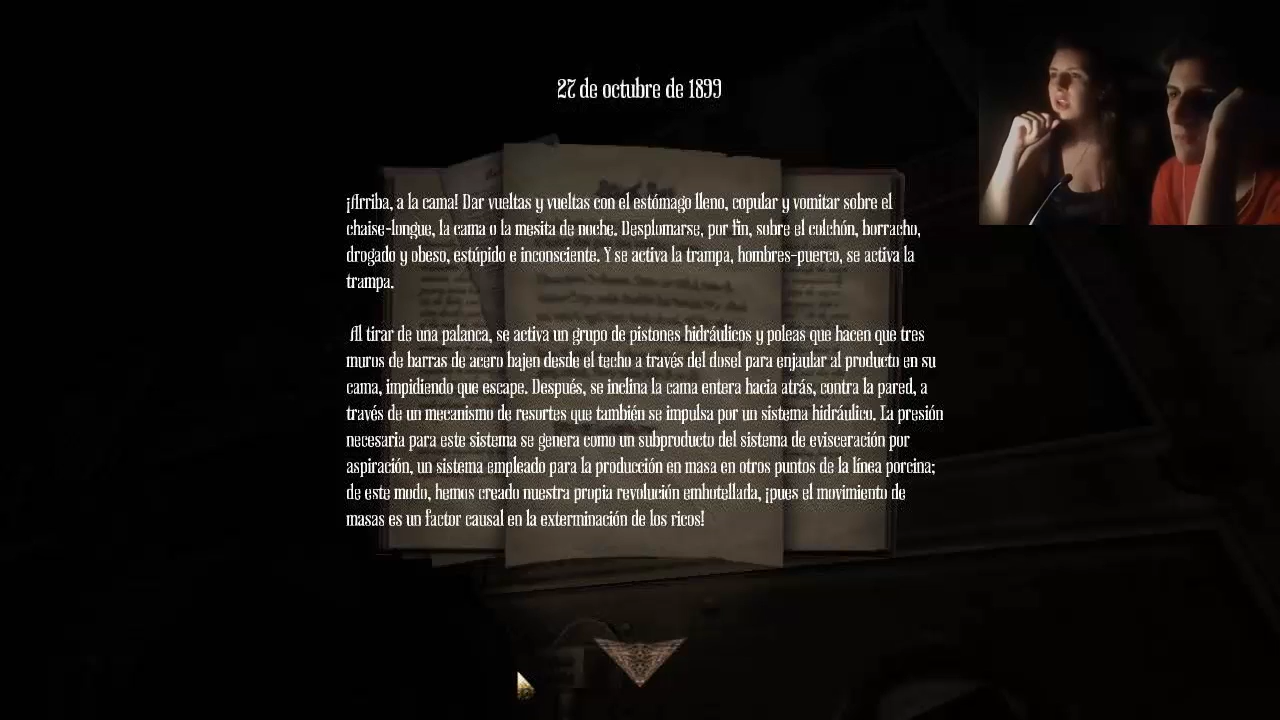 27 de octubre de 1899
¡Arriba, a la cama! Dar vueltas y vueltas con el estómago lleno, copular y vomitar sobre el
chaise-longue, la cama o la mesita de noche. Desplomarse, por fin, sobre el colchón, borracho,
drogado y obeso, estúpido e inconsciente. Y se activa la trampa, hombres-puerco, se activa la
trampa.
Al tirar de una palanca, se activa un grupo de pistones hidráulicos y poleas que hacen que tres
muros de barras de acero bajen desde el techo a través del dosel para enjaular al producto en su
cama, impidiendo que escape. Después, se inclina la cama entera hacia atrás, contra la pared, a
través de un mecanismo de resortes que también se impulsa por un sistema hidráulico. La presión
necesaria para este sistema se genera como un subproducto del sistema de evisceración por
aspiración, un sistema empleado para la producción en masa en otros puntos de la línea porcina;
de este modo, hemos creado nuestra propia revolución embotellada, ¡pues el movimiento de
masas es un factor causal en la exterminación de los ricos!